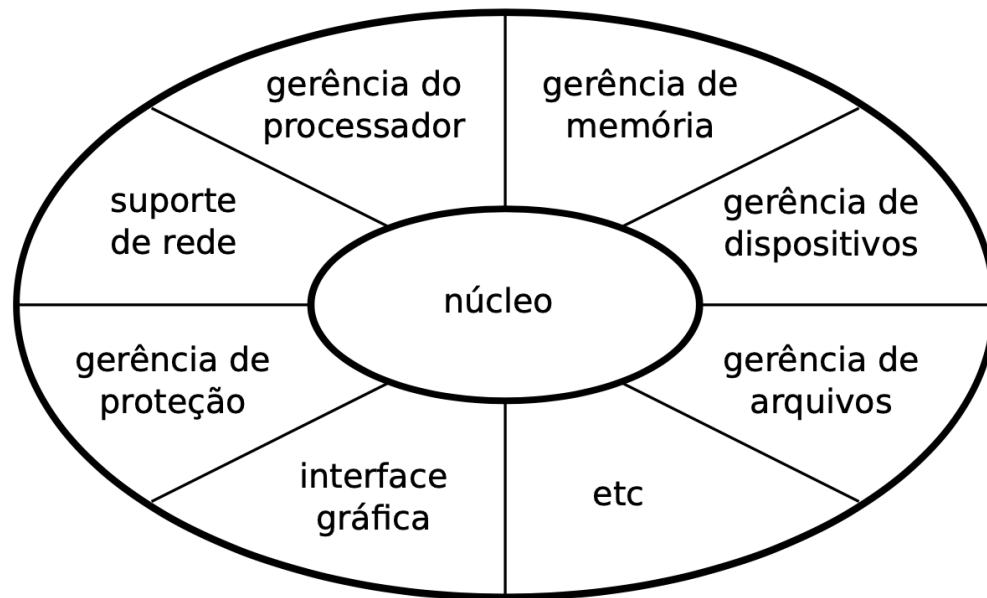 gerência do
processador
gerência de
memória
suporte
de rede
gerência de
dispositivos
núcleo
gerência de
proteção
gerência de
arquivos
interface
gráfica
etc